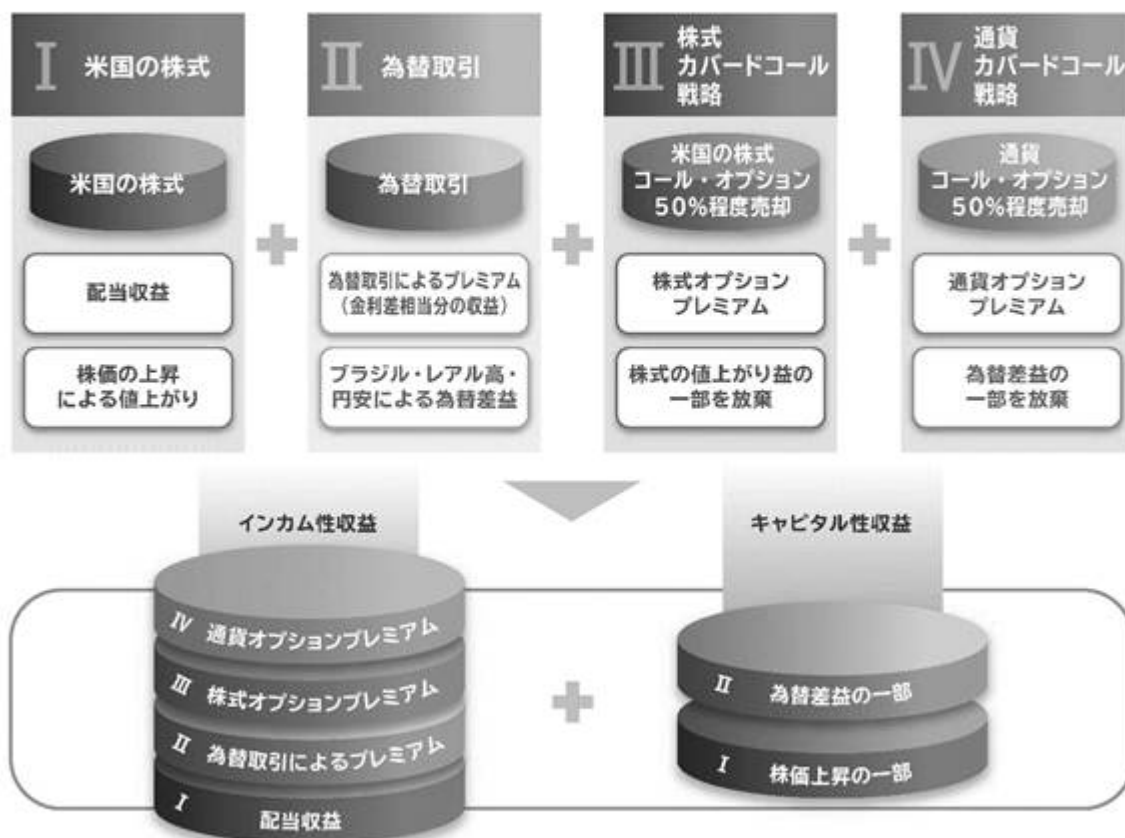 I 米国の株式
II 為替取引
III 株式
カバードコール
戦略
IV 通貨
カバードコール
戦略
米国の株式
為替取引
米国の株式
コール・オプション
50%程度売却
通貨
コール・オプション
50%程度売却
配当収益
為替取引によるプレミアム
(金利差相当分の収益)
株式オプション
プレミアム
通貨オプション
プレミアム
株価の上昇
による値上がり
ブラジル・レアル高・
円安による為替差益
株式の値上がり益の
一部を放棄
為替差益の
一部を放棄
インカム性収益
キャピタル性収益
IV 通貨オプションプレミアム
III 株式オプションプレミアム
II 為替取引によるプレミアム
I 配当収益
II 為替差益の一部
I 株価上昇の一部